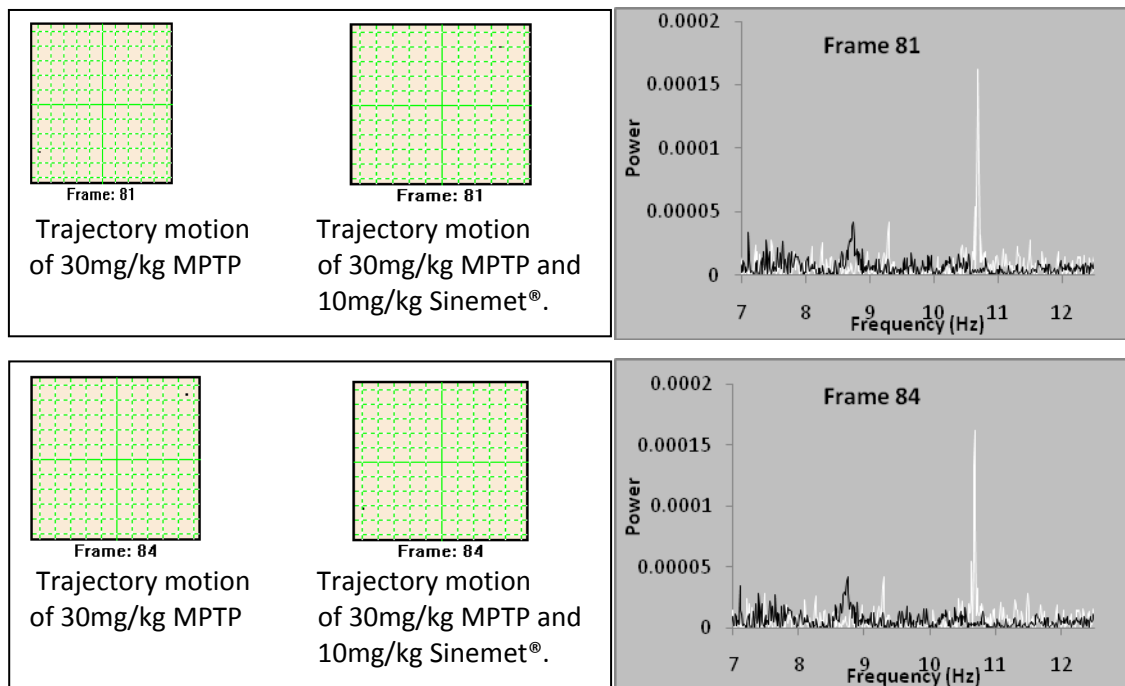 Frame: 81
Frame: 81
Trajectory motion
of 30mg/kg MPTP
Trajectory motion
of 30mg/kg MPTP and
10mg/kg Sinemet®.
Frame 81
0.0002
0.00015
0.0001
0.00005
0
Power
7 8 9 10 11 12
Frequency (Hz)
Frame: 84
Frame: 84
Trajectory motion
of 30mg/kg MPTP
Trajectory motion
of 30mg/kg MPTP and
10mg/kg Sinemet®.
Frame 84
0.0002
0.00015
0.0001
0.00005
0
Power
7 8 9 10 11 12
Frequency (Hz)